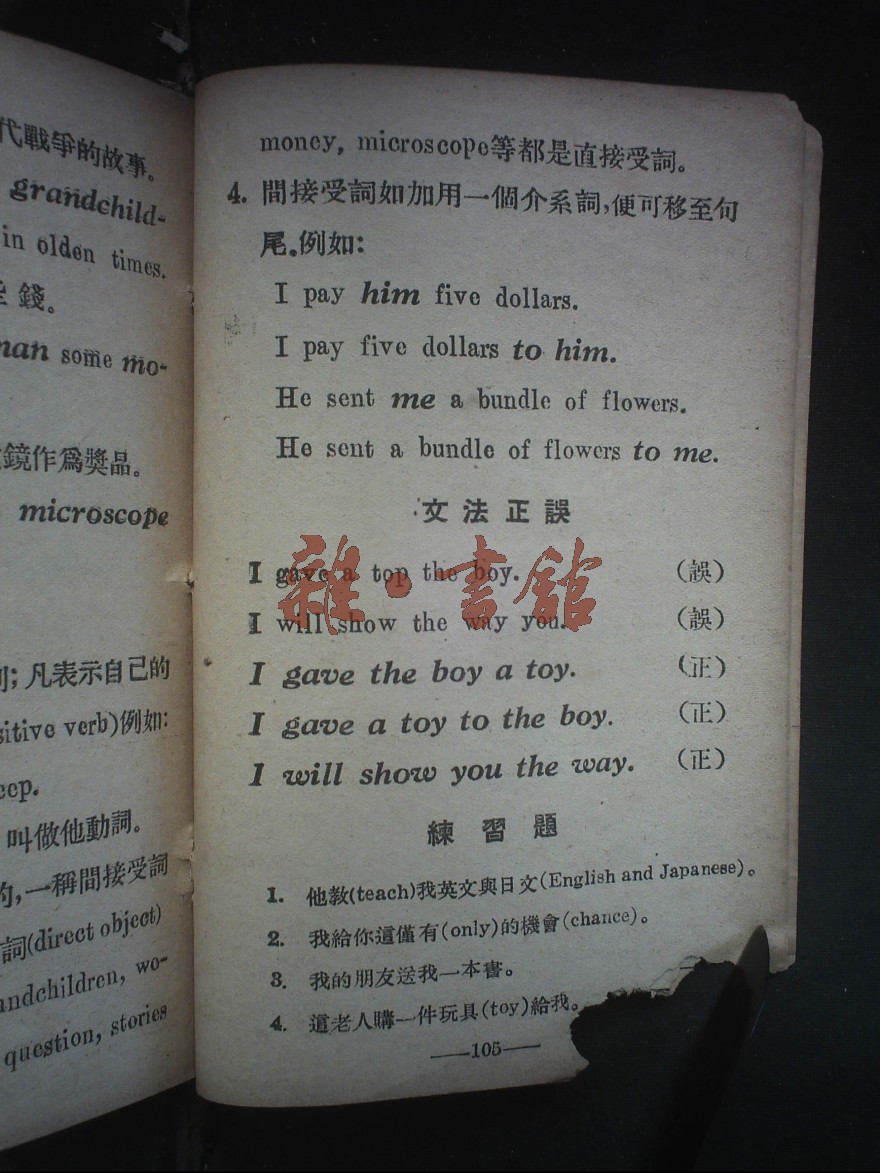 代戰爭的故事。
grandchild-
in olden times.
錢。
man some mo-
鏡作爲獎品。
microscope
凡表示自己的
sitive verb)例如:
eep.
叫做他動詞。
的,一稱間接受詞
詞(direct object)
andchildren, wo-
question, stories
money, microscope等都是直接受詞。
4. 間接受詞如加用一個介系詞,便可移至句
尾。例如:
I pay him five dollars.
I pay five dollars to him.
He sent me a bundle of flowers.
He sent a bundle of flowers to me.
文法正誤
I gave a top the boy. (誤)
I will show the way you. (誤)
雜·書館
I gave the boy a toy. (正)
I gave a toy to the boy. (正)
I will show you the way. (正)
練習題
1. 他教(teach)我英文與日文(English and Japanese)。
2. 我給你這僅有(only)的機會(chance)。
3. 我的朋友送我一本書。
4. 這老人購一件玩具(toy)給我。
—105—